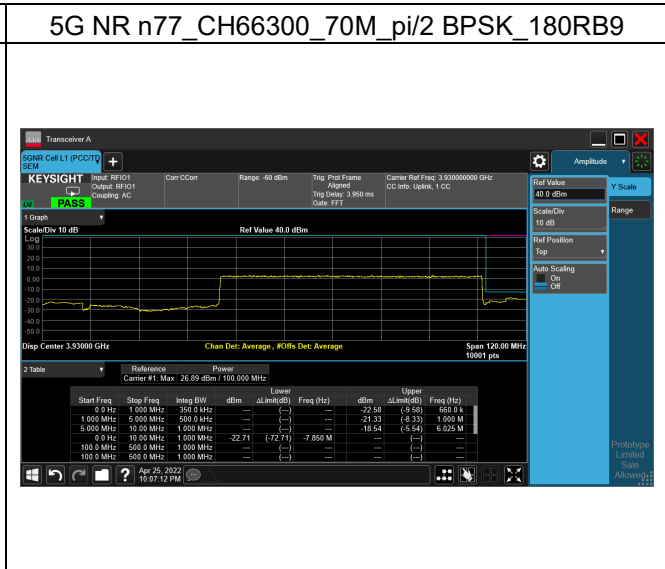 5G NR n77_CH66300_70M_pi/2 BPSK_180RB9
Transceiver A
5GNR Cell L1 (PCC/TD
SEM
Amplitude
KEYSIGHT
PASS
Input: RFIO1
Output: RFIO1
Coupling: AC
Corr CCorr
Range: -60 dBm
Trig: Prot Frame
Aligned
Trig Delay: 3.950 ms
Gate: FFT
Carrier Ref Freq: 3.930000000 GHz
CC Info: Uplink, 1 CC
Ref Value
40.0 dBm
Y Scale
Scale/Div
10 dB
Range
Ref Position
Top
Auto Scaling
On
Off
1 Graph
Scale/Div 10 dB Ref Value 40.0 dBm
Log
30.0
20.0
10.0
0.00
-10.0
-20.0
-30.0
-40.0
-50.0
Disp Center 3.93000 GHz Chan Det: Average, #Offs Det: Average Span 120.00 MHz
10001 pts
2 Table
Reference Power
Carrier #1: Max 26.89 dBm / 100.000 MHz
Lower Upper
Start Freq Stop Freq Integ BW dBm ΔLimit(dB) Freq (Hz) dBm ΔLimit(dB) Freq (Hz)
0.0 Hz 1.000 MHz 350.0 kHz --- (---) --- -22.58 (-9.58) 660.0 k
1.000 MHz 5.000 MHz 500.0 kHz --- (---) --- -21.33 (-8.33) 1.000 M
5.000 MHz 10.00 MHz 1.000 MHz --- (---) --- -18.54 (-5.54) 6.025 M
0.0 Hz 10.00 MHz 1.000 MHz -22.71 (-72.71) -7.850 M --- (---) ---
100.0 MHz 500.0 MHz 1.000 MHz --- (---) --- --- (---) ---
100.0 MHz 500.0 MHz 1.000 MHz --- (---) --- --- (---) ---
Apr 25, 2022
10:07:12 PM
Prototype
Limited
Sale
Allowed